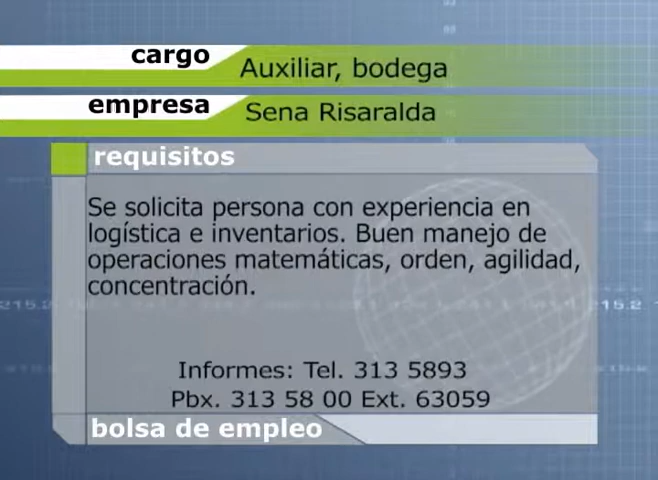 cargo
Auxiliar, bodega
empresa
Sena Risaralda
requisitos
Se solicita persona con experiencia en
logística e inventarios. Buen manejo de
operaciones matemáticas, orden, agilidad,
concentración.
Informes: Tel. 313 5893
Pbx. 313 58 00 Ext. 63059
bolsa de empleo